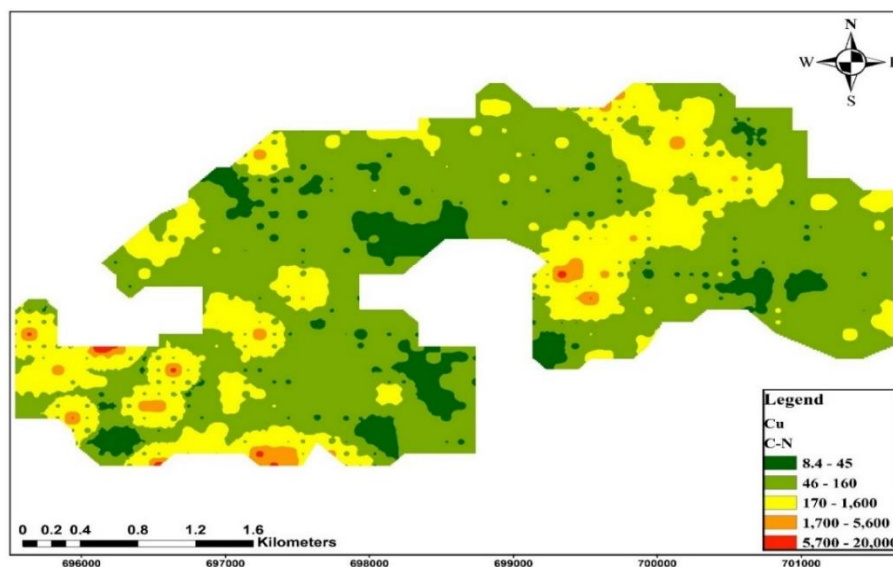 N
W E
S
Legend
Cu
C-N
8.4 - 45
46 - 160
170 - 1,600
1,700 - 5,600
5,700 - 20,000
0 0.2 0.4 0.8 1.2 1.6
Kilometers
696000 697000 698000 699000 700000 701000